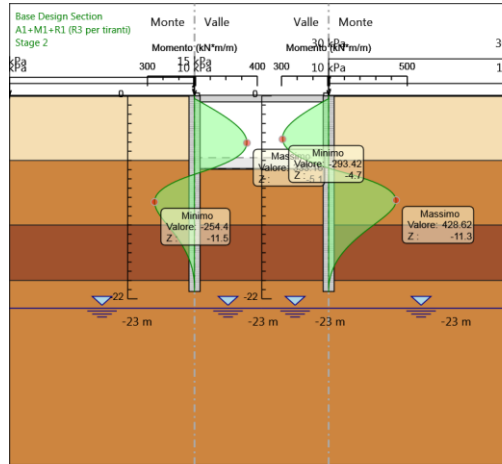 Base Design Section
A1+M1+R1 (R3 per tiranti)
Stage 2
Monte Valle Valle Monte
Momento (kN*m/m) Momento (kN*m/m)
kPa 15 kPa 30 kPa
kPa 10 kPa 10 kPa
300 400 300 500
0 0
Massimo
Valore:
Z : -5.1
Minimo
Valore: -293.42
Z : -4.7
Minimo
Valore: -254.4
Z : -11.5
Massimo
Valore: 428.62
Z : -11.3
-22 -22
-23 m -23 m -23 m -23 m